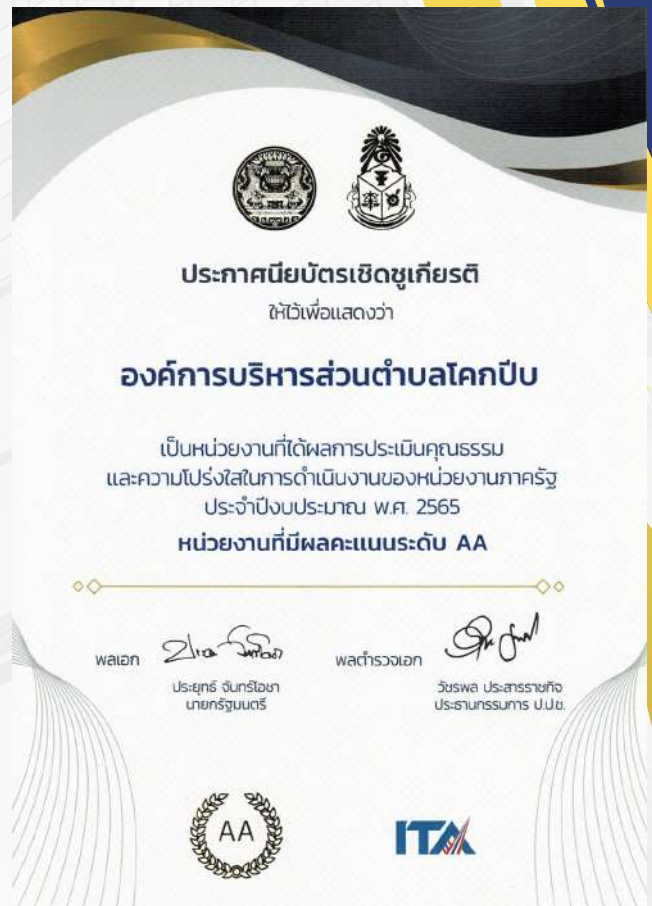 ประกาศนียบัตรเชิดชูเกียรติ
ให้ไว้เพื่อแสดงว่า
องค์การบริหารส่วนตำบลโคกปีบ
เป็นหน่วยงานที่ได้ผลการประเมินคุณธรรม
และความโปร่งใสในการดำเนินงานของหน่วยงานภาครัฐ
ประจำปีงบประมาณ พ.ศ. 2565
หน่วยงานที่มีผลคะแนนระดับ AA
พลเอก
ประยุทธ์ จันทร์โอชา
นายกรัฐมนตรี
พลตำรวจเอก
วัชรพล ประสารราชกิจ
ประธานกรรมการ ป.ป.ช.
AA
ITA